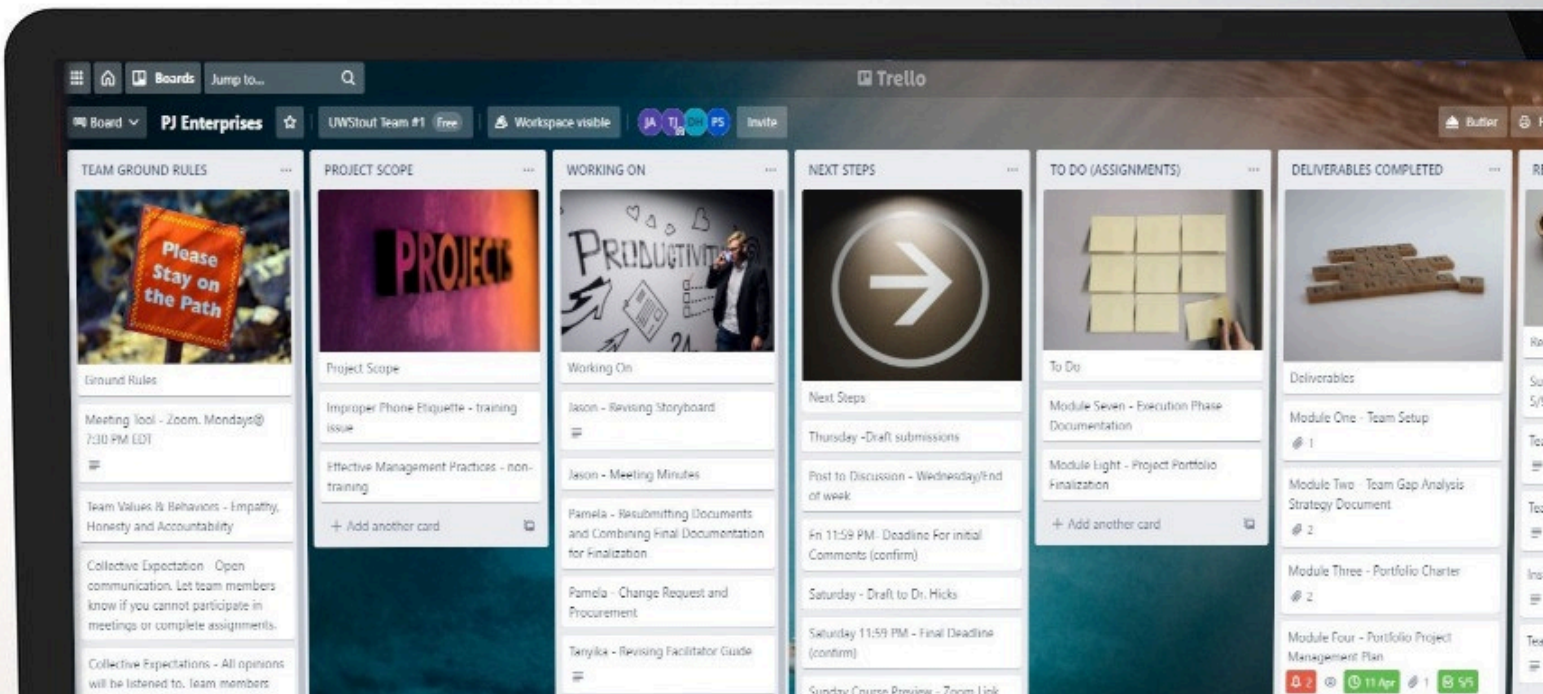 Boards
Jump to...
Trello
Board
PJ Enterprises
UWStout Team #1
Free
Workspace visible
JA
TJ
DH
PS
Invite
Butler
TEAM GROUND RULES
Please
Stay on
the Path
Ground Rules
Meeting Tool - Zoom. Mondays@
7:30 PM EDT
Team Values & Behaviors - Empathy,
Honesty and Accountability
Collective Expectation - Open
communication. Let team members
know if you cannot participate in
meetings or complete assignments.
Collective Expectations - All opinions
will be listened to. Team members
PROJECT SCOPE
PROJECTS
Project Scope
Improper Phone Etiquette - training
issue
Effective Management Practices - non-
training
+ Add another card
WORKING ON
PRODUCTIVIT
24
Working On
Jason - Revising Storyboard
Jason - Meeting Minutes
Pamela - Resubmitting Documents
and Combining Final Documentation
for Finalization
Pamela - Change Request and
Procurement
Tanyika - Revising Facilitator Guide
NEXT STEPS
Next Steps
Thursday -Draft submissions
Post to Discussion - Wednesday/End
of week
Fri 11:59 PM- Deadline For initial
Comments (confirm)
Saturday - Draft to Dr. Hicks
Saturday 11:59 PM - Final Deadline
(confirm)
Sunday Course Preview - Zoom Link
TO DO (ASSIGNMENTS)
To Do
Module Seven - Execution Phase
Documentation
Module Eight - Project Portfolio
Finalization
+ Add another card
DELIVERABLES COMPLETED
Deliverables
Module One - Team Setup
1
Module Two - Team Gap Analysis
Strategy Document
2
Module Three - Portfolio Charter
2
Module Four - Portfolio Project
Management Plan
2
11 Apr
1
5/5